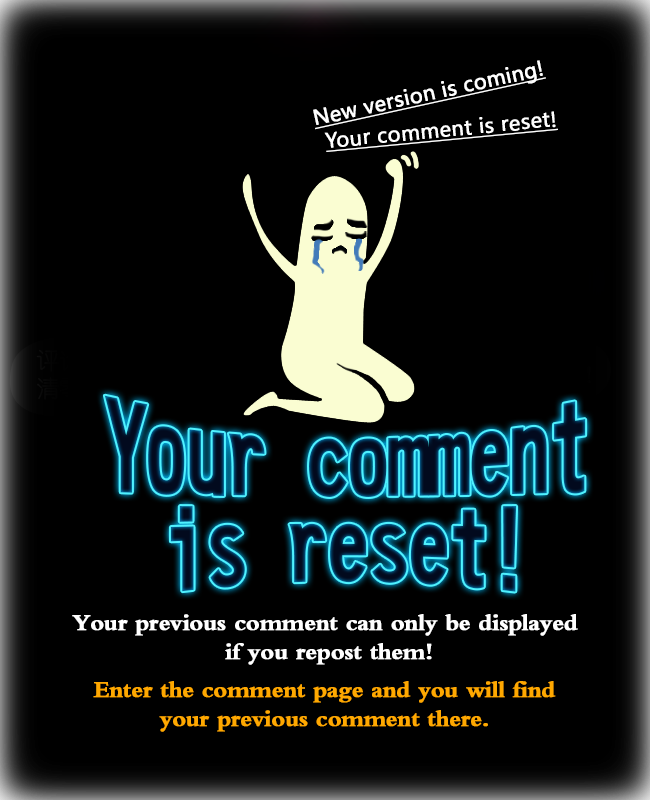 New version is coming!
Your comment is reset!
Your comment
is reset!
Your previous comment can only be displayed
if you repost them!
Enter the comment page and you will find
your previous comment there.